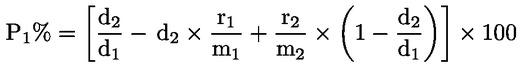 P₁% = [d₂/d₁ − d₂ × r₁/m₁ + r₂/m₂ × (1 − d₂/d₁)] × 100